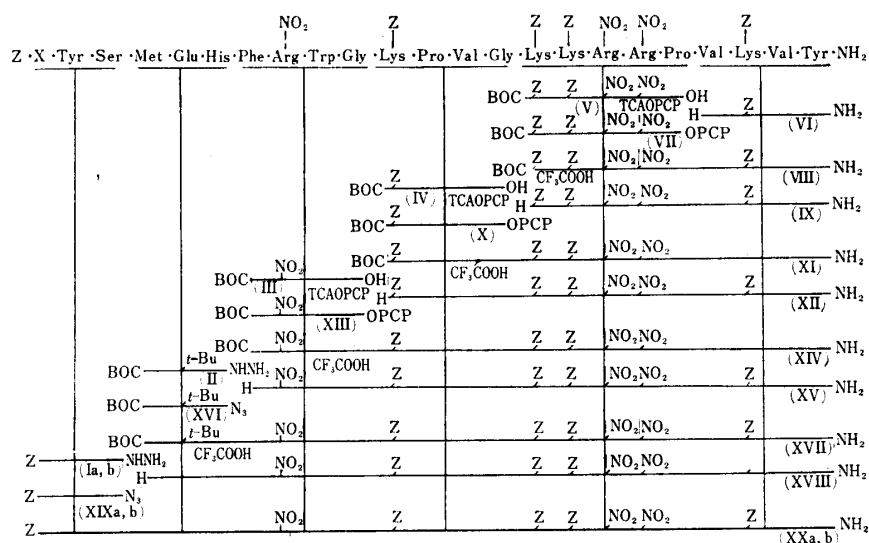 NO₂ Z Z Z NO₂ NO₂ Z
Z·X·Tyr·Ser·Met·Glu·His·Phe·Arg·Trp·Gly·Lys·Pro·Val·Gly·Lys·Lys·Arg·Arg·Pro·Val·Lys·Val·Tyr·NH₂
Z Z NO₂ NO₂
BOC (V) TCAOPCP OH Z
Z Z NO₂ NO₂ H (VI) NH₂
BOC (VII) OPCP
Z Z NO₂ NO₂ Z
BOC CF₃COOH (VIII) NH₂
Z
BOC (IV) TCAOPCP OH Z Z NO₂ NO₂ Z
H (IX) NH₂
Z
BOC (X) OPCP
Z Z Z NO₂ NO₂ Z
BOC CF₃COOH (XI) NH₂
NO₂
BOC (III) TCAOPCP OH Z Z Z NO₂ NO₂ Z
H (XII) NH₂
NO₂
BOC (XIII) OPCP
NO₂ Z Z Z NO₂ NO₂ Z
BOC CF₃COOH (XIV) NH₂
t-Bu
BOC (II) NHNH₂ NO₂ Z Z Z NO₂ NO₂ Z
H (XV) NH₂
t-Bu
BOC (XVI) N₃
t-Bu NO₂ Z Z Z NO₂ NO₂ Z
BOC CF₃COOH (XVII) NH₂
Z (Ia, b) NHNH₂ NO₂ Z Z Z NO₂ NO₂
H (XVIII) NH₂
Z (XIXa, b) N₃
NO₂ Z Z Z NO₂ NO₂ Z
Z (XXa, b) NH₂